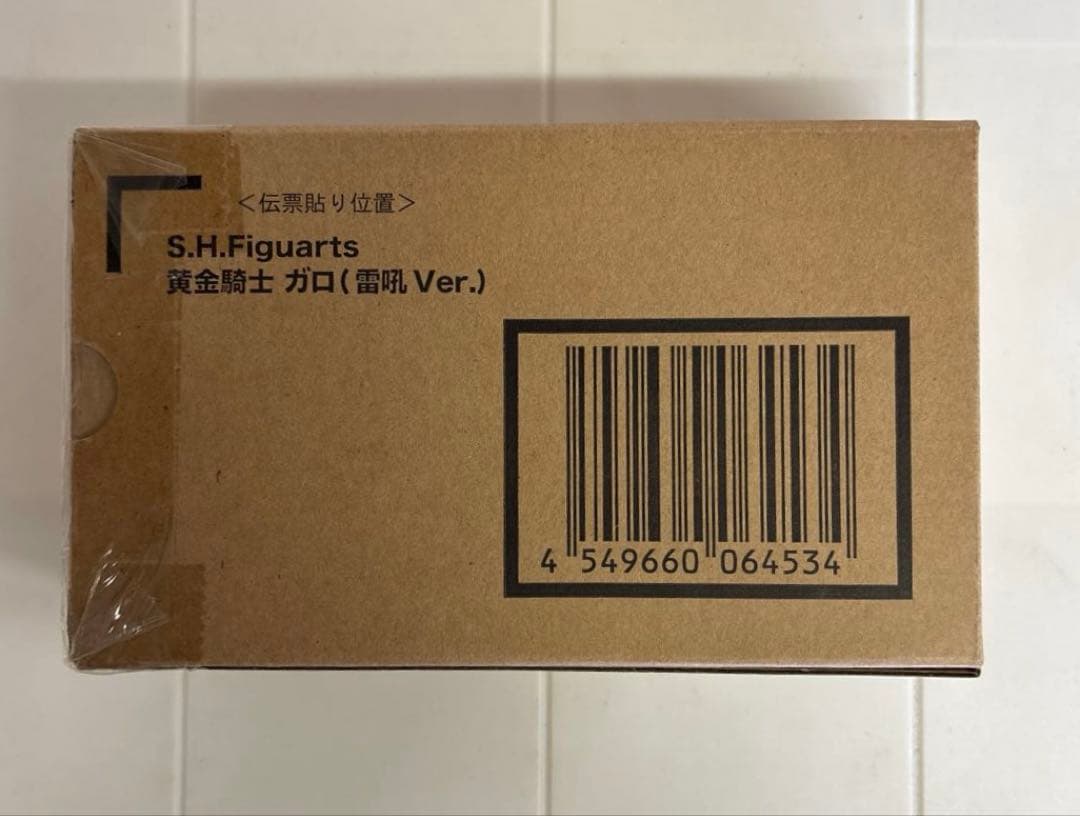 ＜伝票貼り位置＞
S.H.Figuarts
黄金騎士 ガロ(雷吼 Ver.)
4 549660 064534